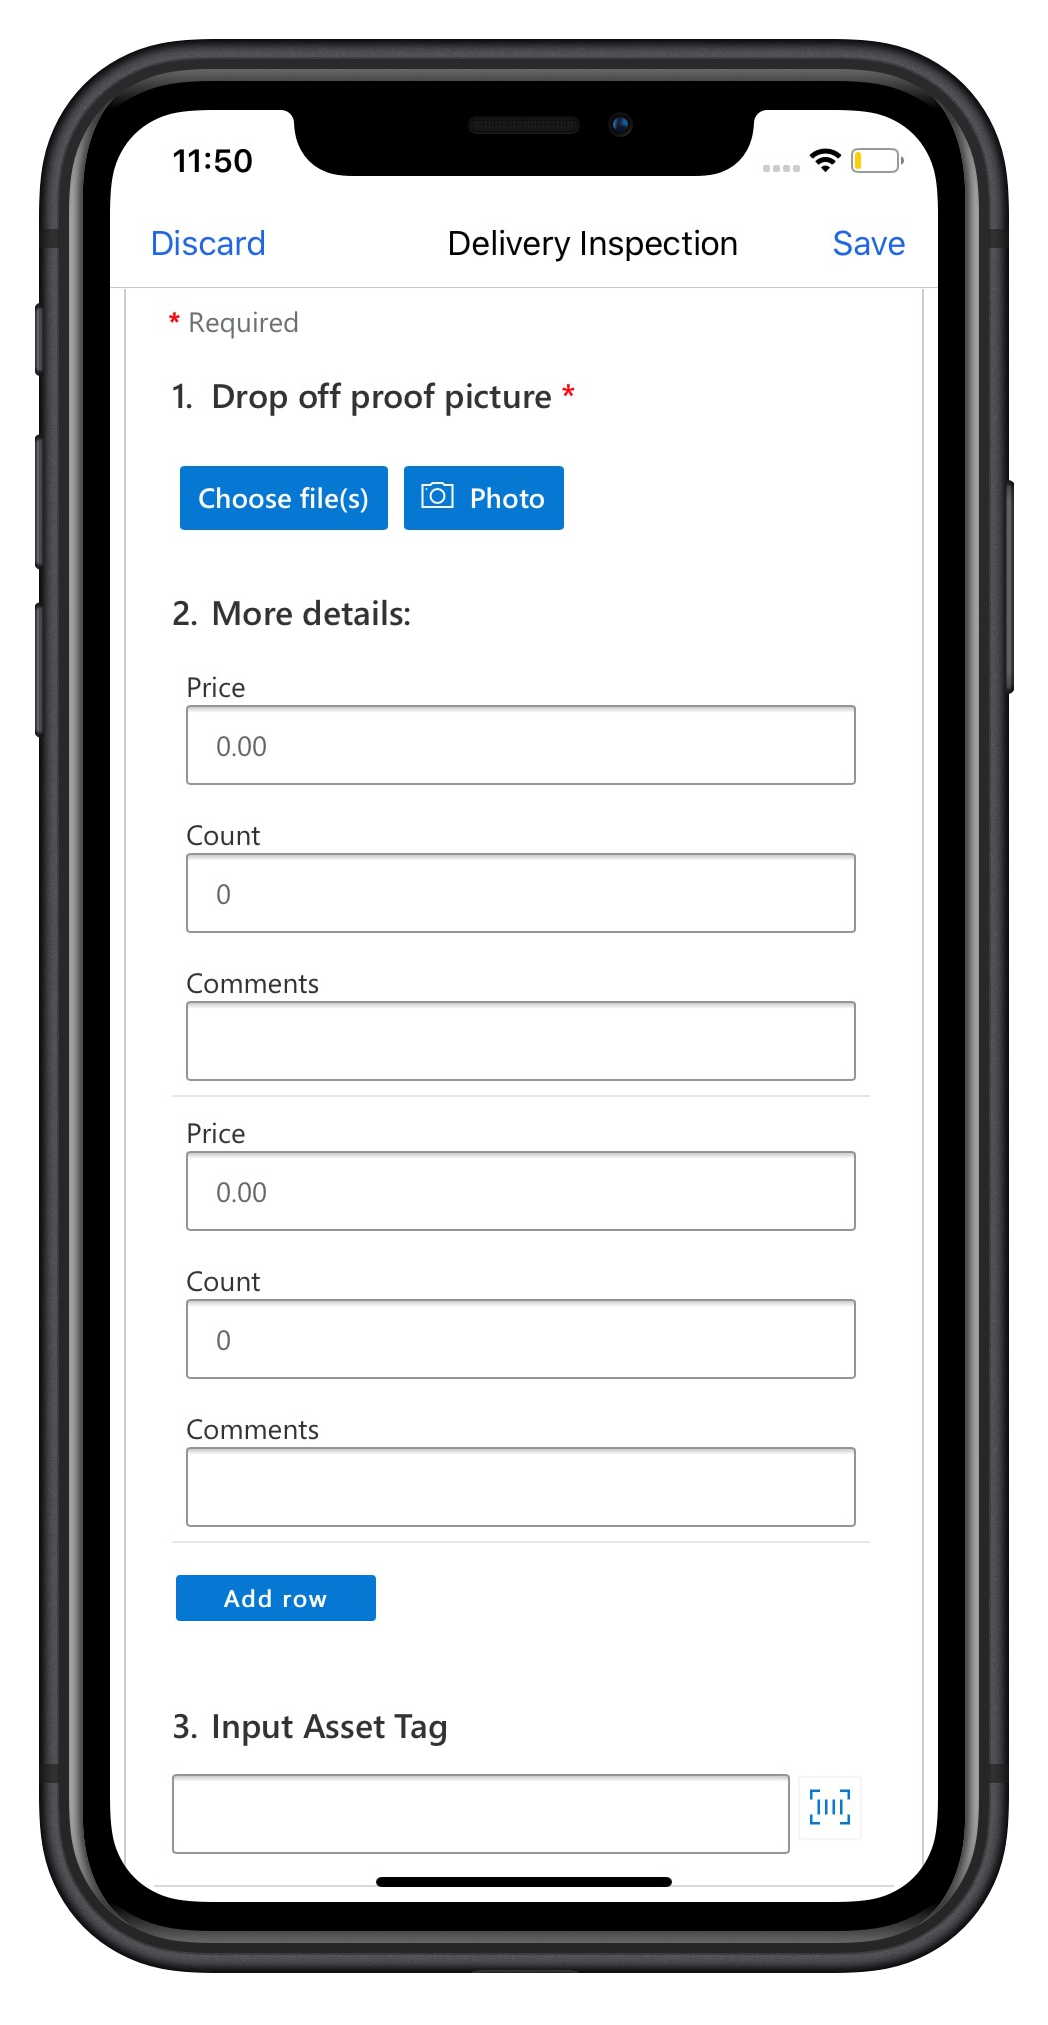 11:50
Discard Delivery Inspection Save
* Required
1. Drop off proof picture *
Choose file(s) Photo
2. More details:
Price
0.00
Count
0
Comments
Price
0.00
Count
0
Comments
Add row
3. Input Asset Tag